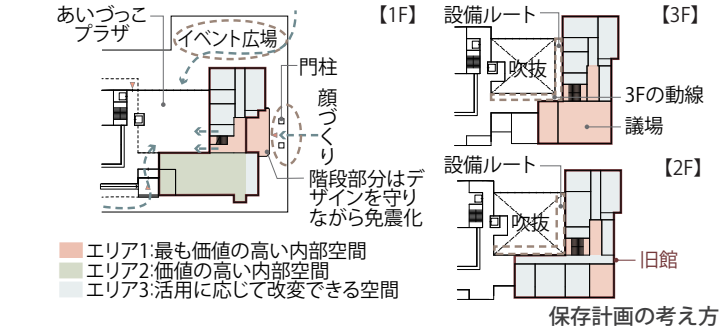 【1F】
あいづっこ
プラザ
イベント広場
門柱
顔づくり
階段部分はデ
ザインを守り
ながら免震化
エリア1:最も価値の高い内部空間
エリア2:価値の高い内部空間
エリア3:活用に応じて改変できる空間
設備ルート
【3F】
吹抜
3Fの動線
議場
設備ルート
【2F】
吹抜
旧館
保存計画の考え方